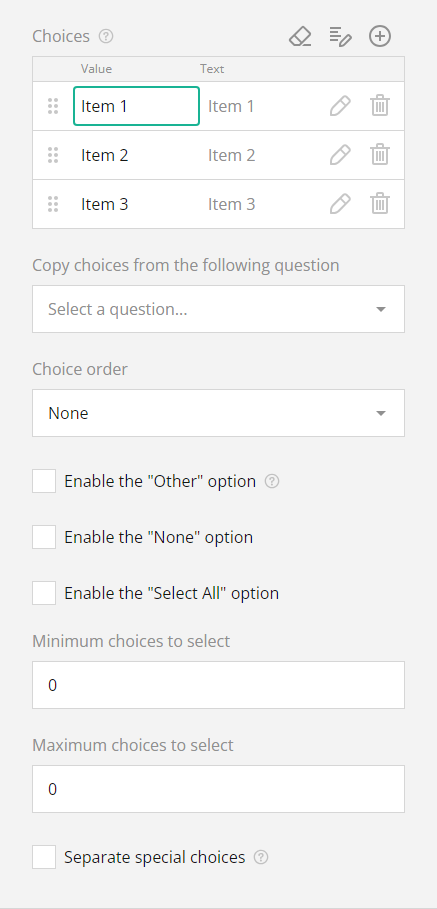 Choices ?
Value Text
Item 1 Item 1
Item 2 Item 2
Item 3 Item 3
Copy choices from the following question
Select a question...
Choice order
None
Enable the "Other" option ?
Enable the "None" option
Enable the "Select All" option
Minimum choices to select
0
Maximum choices to select
0
Separate special choices ?